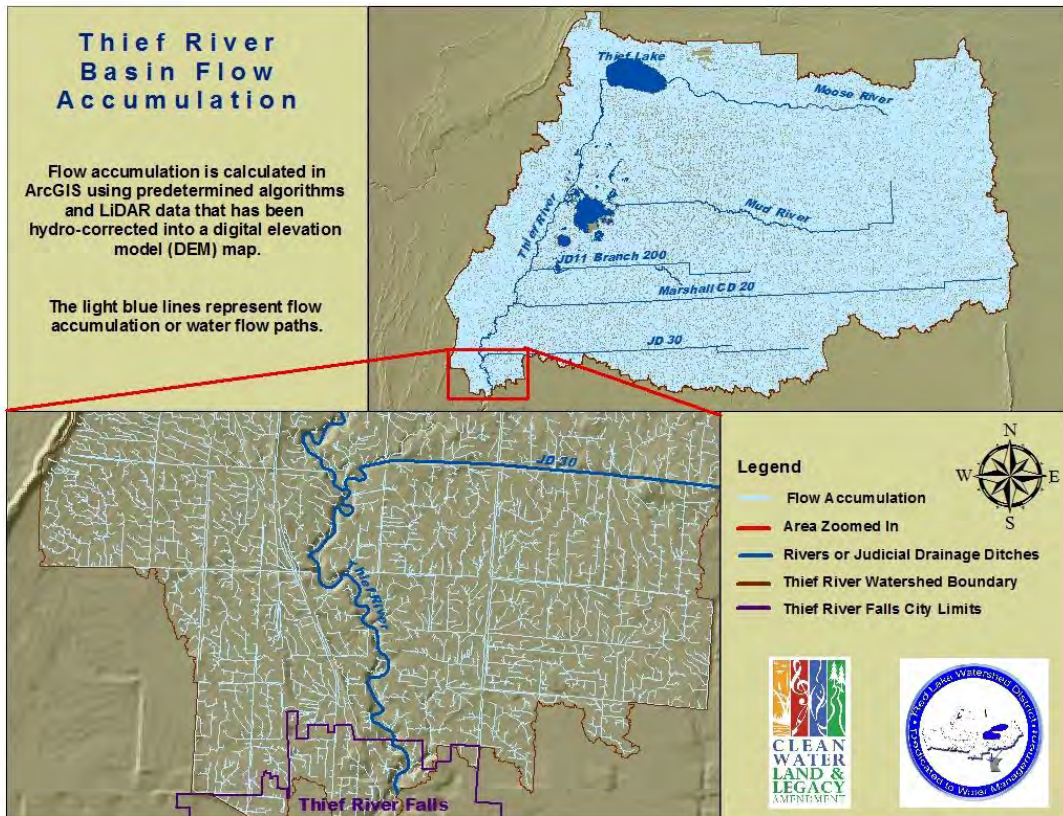 Thief River
Basin Flow
Accumulation
Flow accumulation is calculated in
ArcGIS using predetermined algorithms
and LiDAR data that has been
hydro-corrected into a digital elevation
model (DEM) map.
The light blue lines represent flow
accumulation or water flow paths.
Thief Lake
Moose River
Thief River
Mud River
JD11 Branch 200
Marshall CD 20
JD 30
JD 30
Thief River
Thief River Falls
N
W E
S
Legend
Flow Accumulation
Area Zoomed In
Rivers or Judicial Drainage Ditches
Thief River Watershed Boundary
Thief River Falls City Limits
CLEAN
WATER
LAND &
LEGACY
AMENDMENT
Red Lake Watershed District
Dedicated to Water Management